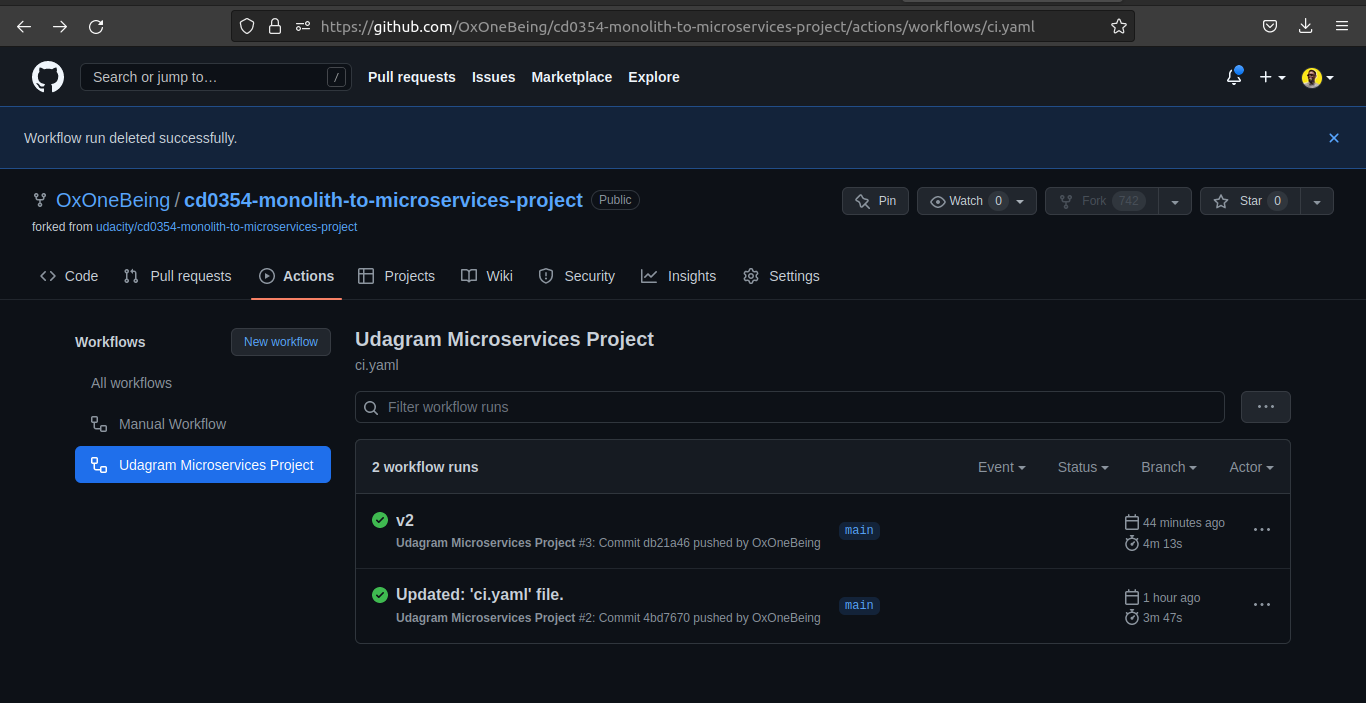 https://github.com/OxOneBeing/cd0354-monolith-to-microservices-project/actions/workflows/ci.yaml
Search or jump to… / Pull requests Issues Marketplace Explore
Workflow run deleted successfully.
OxOneBeing / cd0354-monolith-to-microservices-project Public Pin Watch 0 Fork 742 Star 0
forked from udacity/cd0354-monolith-to-microservices-project
Code Pull requests Actions Projects Wiki Security Insights Settings
Workflows New workflow
All workflows
Manual Workflow
Udagram Microservices Project
Udagram Microservices Project
ci.yaml
Filter workflow runs
2 workflow runs Event Status Branch Actor
v2
Udagram Microservices Project #3: Commit db21a46 pushed by OxOneBeing
main
44 minutes ago
4m 13s
Updated: 'ci.yaml' file.
Udagram Microservices Project #2: Commit 4bd7670 pushed by OxOneBeing
main
1 hour ago
3m 47s